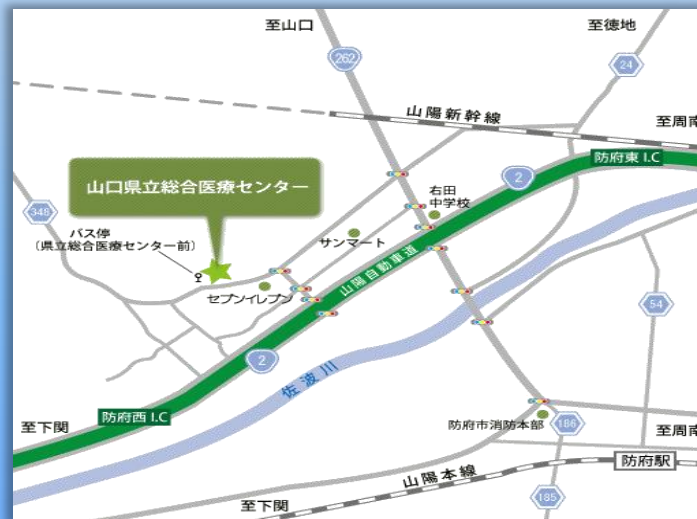 至山口
至徳地
262
24
山陽新幹線
至周南
防府東 I.C
2
山口県立総合医療センター
右田
中学校
348
バス停
〔県立総合医療センター前〕
サンマート
山陽自動車道
セブンイレブン
54
2
佐波川
防府西 I.C
至下関
防府市消防本部
186
至周南
防府駅
山陽本線
185
至下関